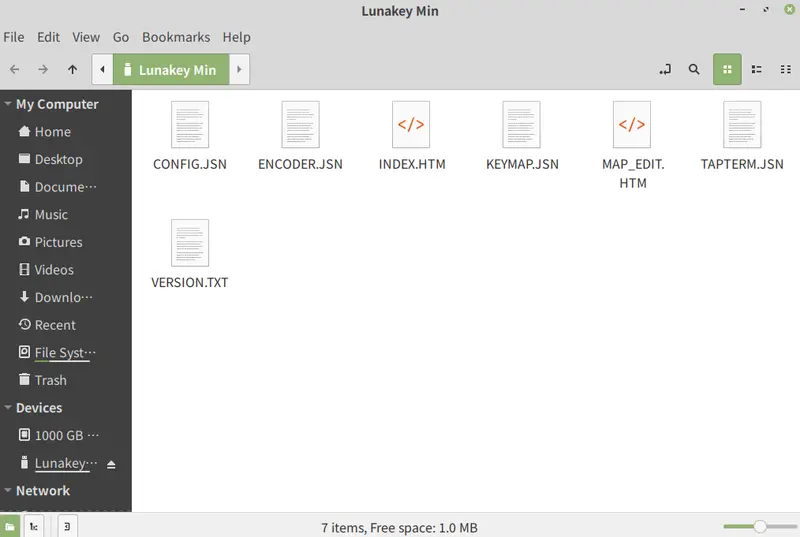 Lunakey Min
File Edit View Go Bookmarks Help
Lunakey Min
My Computer
Home
Desktop
Docume···
Music
Pictures
Videos
Downlo···
Recent
File Syst···
Trash
Devices
1000 GB ···
Lunakey···
Network
CONFIG.JSN
ENCODER.JSN
</>
INDEX.HTM
KEYMAP.JSN
</>
MAP_EDIT.
HTM
TAPTERM.JSN
VERSION.TXT
7 items, Free space: 1.0 MB